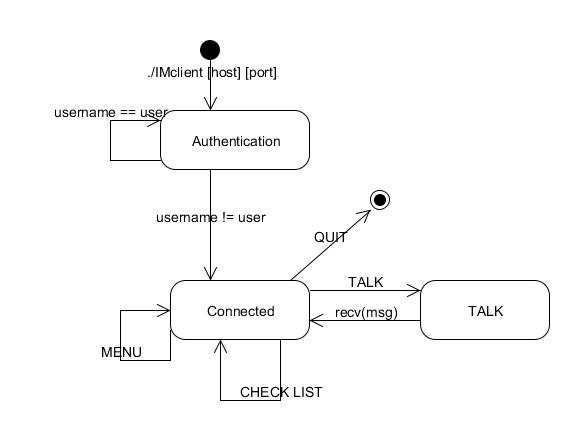 ./IMclient [host] [port]
username == user
Authentication
username != user
QUIT
TALK
Connected
recv(msg)
TALK
MENU
CHECK LIST